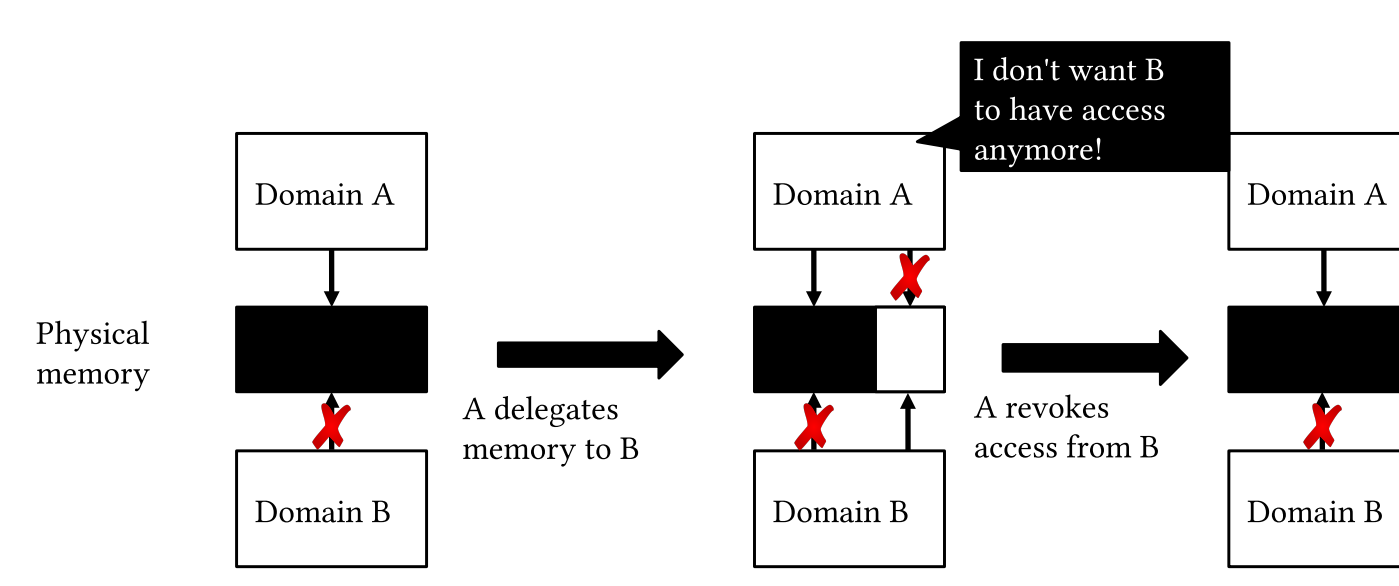 I don't want B
to have access
anymore!
Domain A
Domain A
Domain A
Physical
memory
A delegates
memory to B
A revokes
access from B
Domain B
Domain B
Domain B